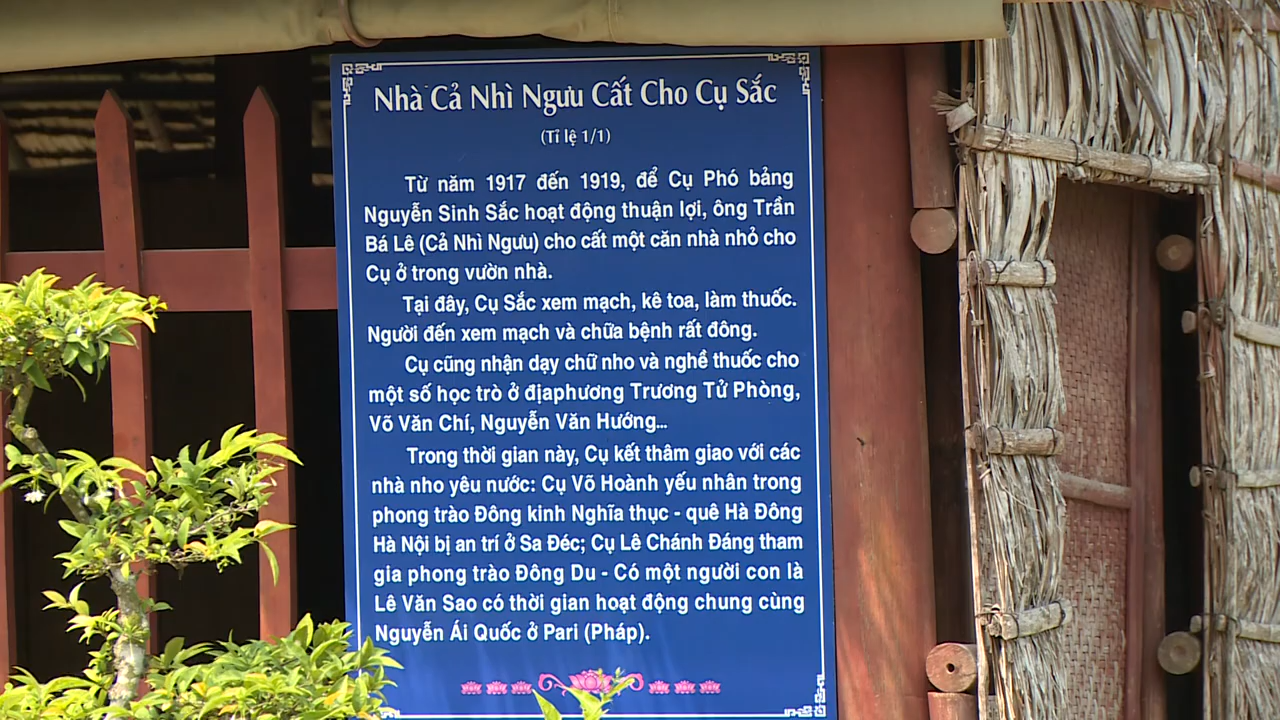 Nhà Cả Nhì Ngưu Cất Cho Cụ Sắc
(Tỉ lệ 1/1)
Từ năm 1917 đến 1919, để Cụ Phó bảng
Nguyễn Sinh Sắc hoạt động thuận lợi, ông Trần
Bá Lê (Cả Nhì Ngưu) cho cất một căn nhà nhỏ cho
Cụ ở trong vườn nhà.
Tại đây, Cụ Sắc xem mạch, kê toa, làm thuốc.
Người đến xem mạch và chữa bệnh rất đông.
Cụ cũng nhận dạy chữ nho và nghề thuốc cho
một số học trò ở địaphương Trương Tử Phòng,
Võ Văn Chí, Nguyễn Văn Hướng...
Trong thời gian này, Cụ kết thâm giao với các
nhà nho yêu nước: Cụ Võ Hoành yếu nhân trong
phong trào Đông kinh Nghĩa thục - quê Hà Đông
Hà Nội bị an trí ở Sa Đéc; Cụ Lê Chánh Đáng tham
gia phong trào Đông Du - Có một người con là
Lê Văn Sao có thời gian hoạt động chung cùng
Nguyễn Ái Quốc ở Pari (Pháp).